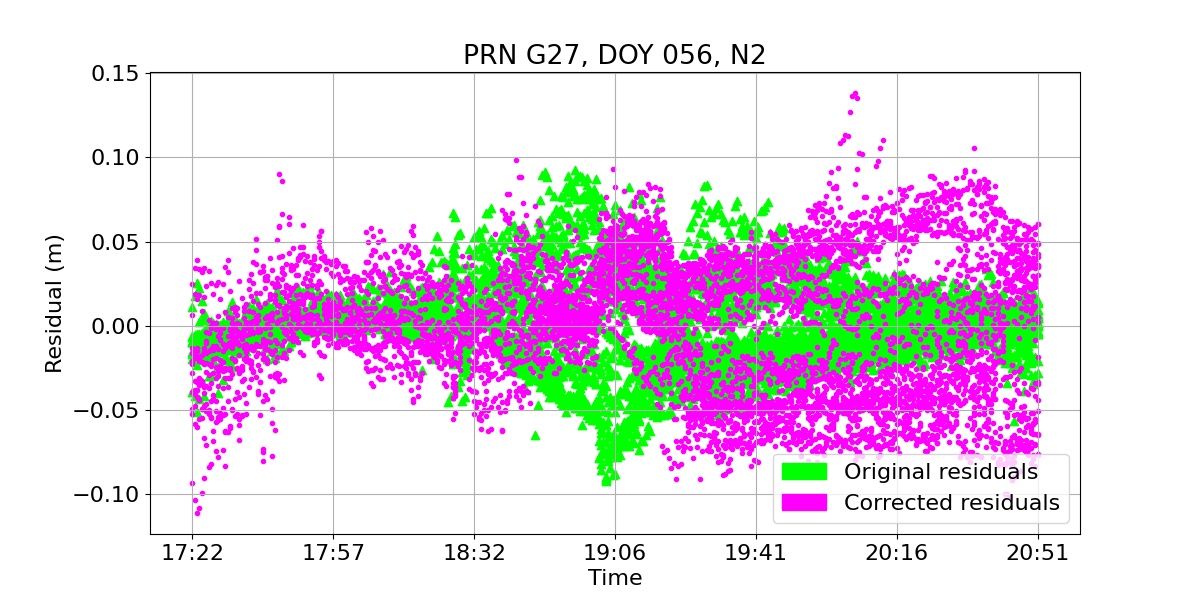 PRN G27, DOY 056, N2
Residual (m)
0.15
0.10
0.05
0.00
−0.05
−0.10
Original residuals
Corrected residuals
17:22 17:57 18:32 19:06 19:41 20:16 20:51
Time